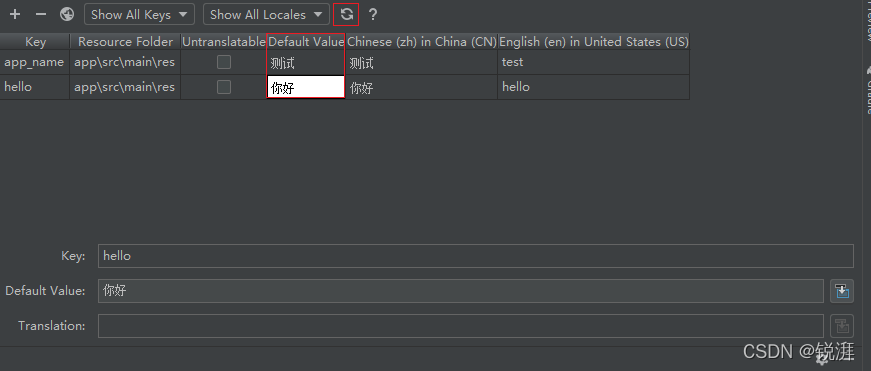 Show All Keys Show All Locales ?
Key Resource Folder Untranslatable Default Value Chinese (zh) in China (CN) English (en) in United States (US)
app_name app\src\main\res 测试 测试 test
hello app\src\main\res 你好 你好 hello
Key: hello
Default Value: 你好
Translation:
CSDN @锐湃